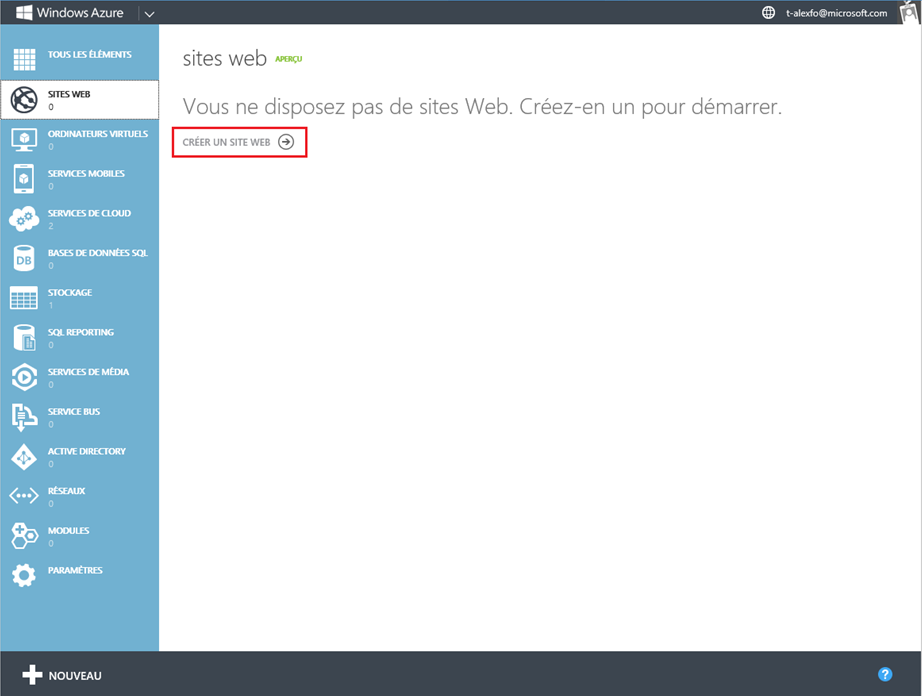 Windows Azure
t-alexfo@microsoft.com
TOUS LES ÉLÉMENTS
SITES WEB
0
ORDINATEURS VIRTUELS
0
SERVICES MOBILES
0
SERVICES DE CLOUD
2
DB
BASES DE DONNÉES SQL
0
STOCKAGE
1
SQL REPORTING
0
SERVICES DE MÉDIA
0
SERVICE BUS
0
ACTIVE DIRECTORY
0
RÉSEAUX
0
MODULES
0
PARAMÈTRES
sites web APERÇU
Vous ne disposez pas de sites Web. Créez-en un pour démarrer.
CRÉER UN SITE WEB
NOUVEAU
?